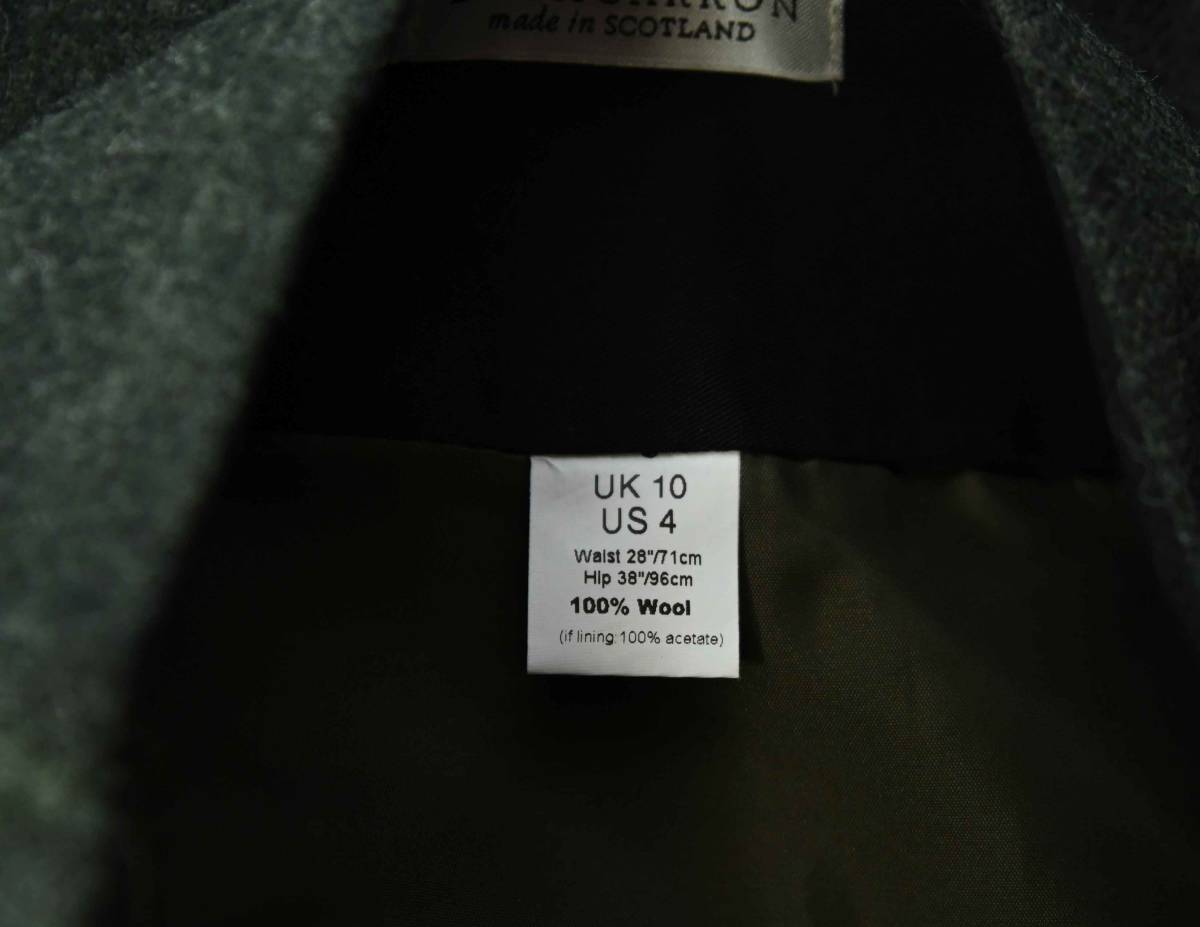 made in SCOTLAND
UK 10
US 4
Waist 28"/71cm
Hip 38"/96cm
100% Wool
(if lining:100% acetate)